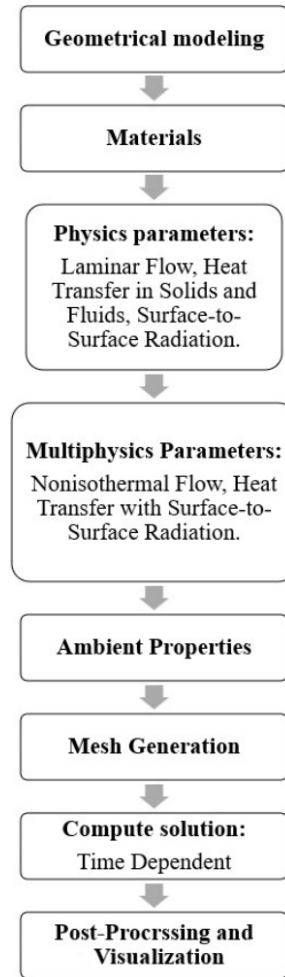 Geometrical modeling
Materials
Physics parameters:
Laminar Flow, Heat
Transfer in Solids and
Fluids, Surface-to-
Surface Radiation.
Multiphysics Parameters:
Nonisothermal Flow, Heat
Transfer with Surface-to-
Surface Radiation.
Ambient Properties
Mesh Generation
Compute solution:
Time Dependent
Post-Procrssing and
Visualization